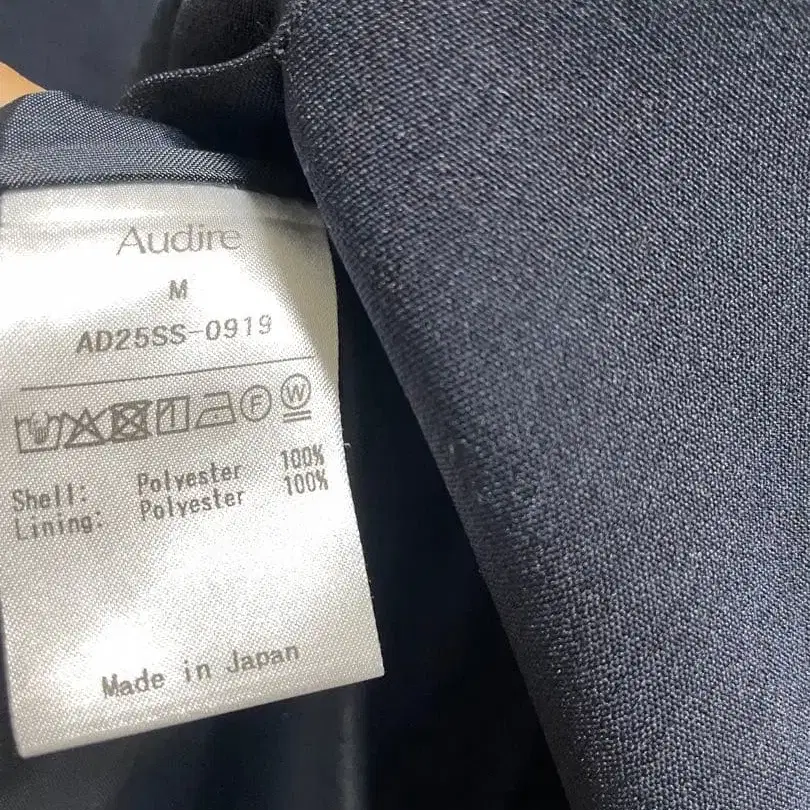 Audire
M
AD25SS-0919
F W
Shell: Polyester 100%
Lining: Polyester 100%
Made in Japan